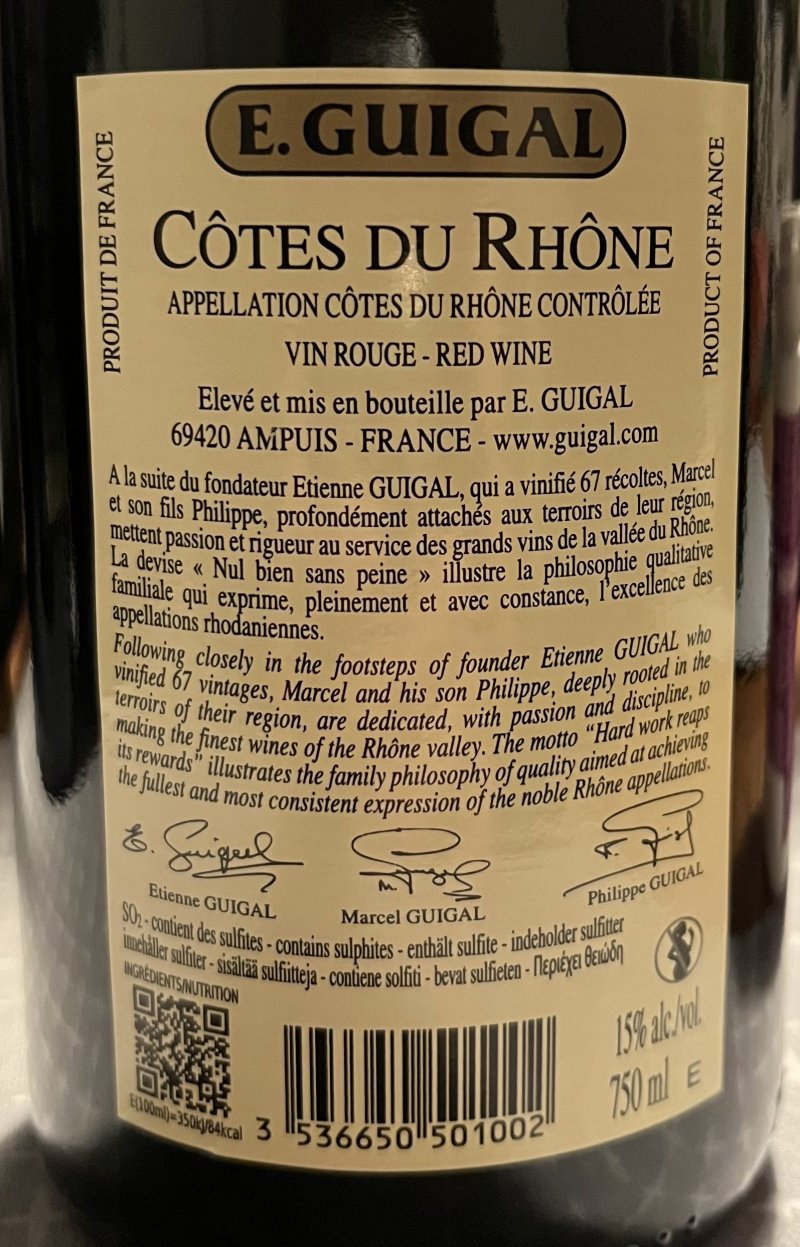 E. GUIGAL
CÔTES DU RHÔNE
APPELLATION CÔTES DU RHÔNE CONTRÔLÉE
VIN ROUGE - RED WINE
PRODUIT DE FRANCE
PRODUCT OF FRANCE
Elevé et mis en bouteille par E. GUIGAL
69420 AMPUIS - FRANCE - www.guigal.com
A la suite du fondateur Etienne GUIGAL, qui a vinifié 67 récoltes, Marcel
et son fils Philippe, profondément attachés aux terroirs de leur région,
mettent passion et rigueur au service des grands vins de la vallée du Rhône.
La devise « Nul bien sans peine » illustre la philosophie qualitative
familiale qui exprime, pleinement et avec constance, l'excellence des
appellations rhodaniennes.
Following closely in the footsteps of founder Etienne GUIGAL who
vinified 67 vintages, Marcel and his son Philippe, deeply rooted in the
terroirs of their region, are dedicated, with passion and discipline, to
making the finest wines of the Rhône valley. The motto "Hard work reaps
its rewards" illustrates the family philosophy of quality aimed at achieving
the fullest and most consistent expression of the noble Rhône appellations.
E. Guigal
Etienne GUIGAL
Marcel GUIGAL
Philippe GUIGAL
SO2 - contient des sulfites - contains sulphites - enthält sulfite - indeholder sulfitter
innehåller sulfiter - sisältää sulfiitteja - contiene solfiti - bevat sulfieten - Περιέχει θειώδη
INGRÉDIENTS/NUTRITION
E(100ml)=350kj/84kcal
3 536650 501002
15% alc./vol.
750 ml E